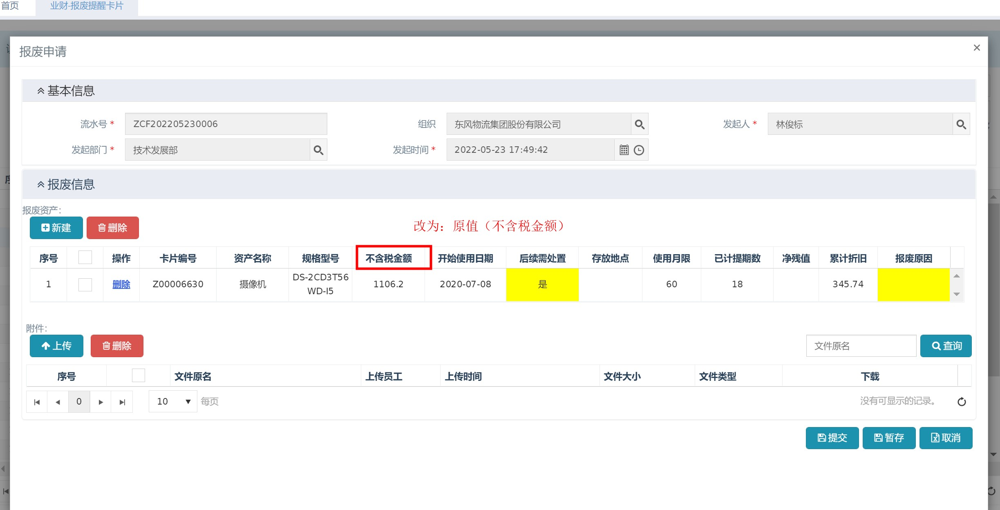 首页 业财-报废提醒卡片
报废申请 ×
基本信息
流水号 * ZCF202205230006 组织 东风物流集团股份有限公司 发起人 * 林俊标
发起部门 * 技术发展部 发起时间 * 2022-05-23 17:49:42
报废信息
报废资产:
新建 删除 改为：原值（不含税金额）
序号 操作 卡片编号 资产名称 规格型号 不含税金额 开始使用日期 后续需处置 存放地点 使用月限 已计提期数 净残值 累计折旧 报废原因
1 删除 Z00006630 摄像机 DS-2CD3T56WD-I5 1106.2 2020-07-08 是 60 18 345.74
附件:
上传 删除 文件原名 查询
序号 文件原名 上传员工 上传时间 文件大小 文件类型 下载
0 10 每页 没有可显示的记录。
提交 暂存 取消